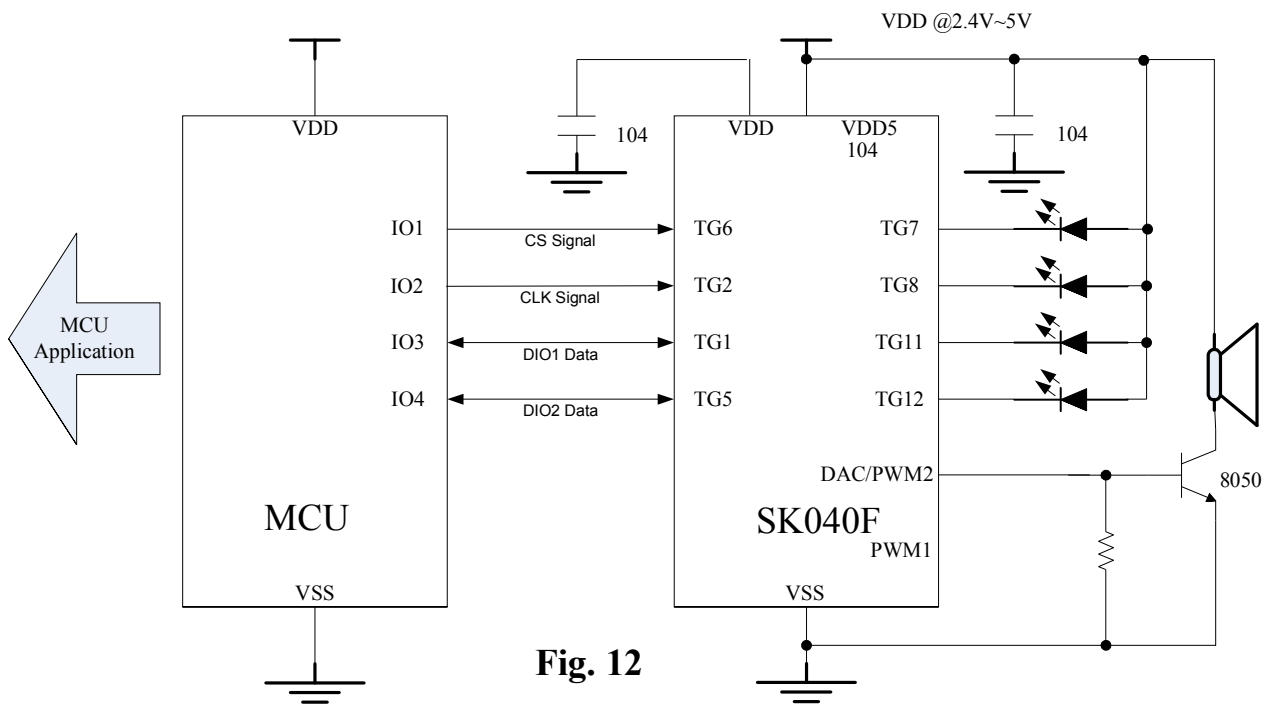 VDD @2.4V~5V
VDD
104
VDD
VDD5
104
104
IO1
CS Signal
TG6
TG7
IO2
CLK Signal
TG2
TG8
MCU
Application
IO3
DIO1 Data
TG1
TG11
IO4
DIO2 Data
TG5
TG12
DAC/PWM2
8050
MCU
SK040F
PWM1
VSS
VSS
Fig. 12